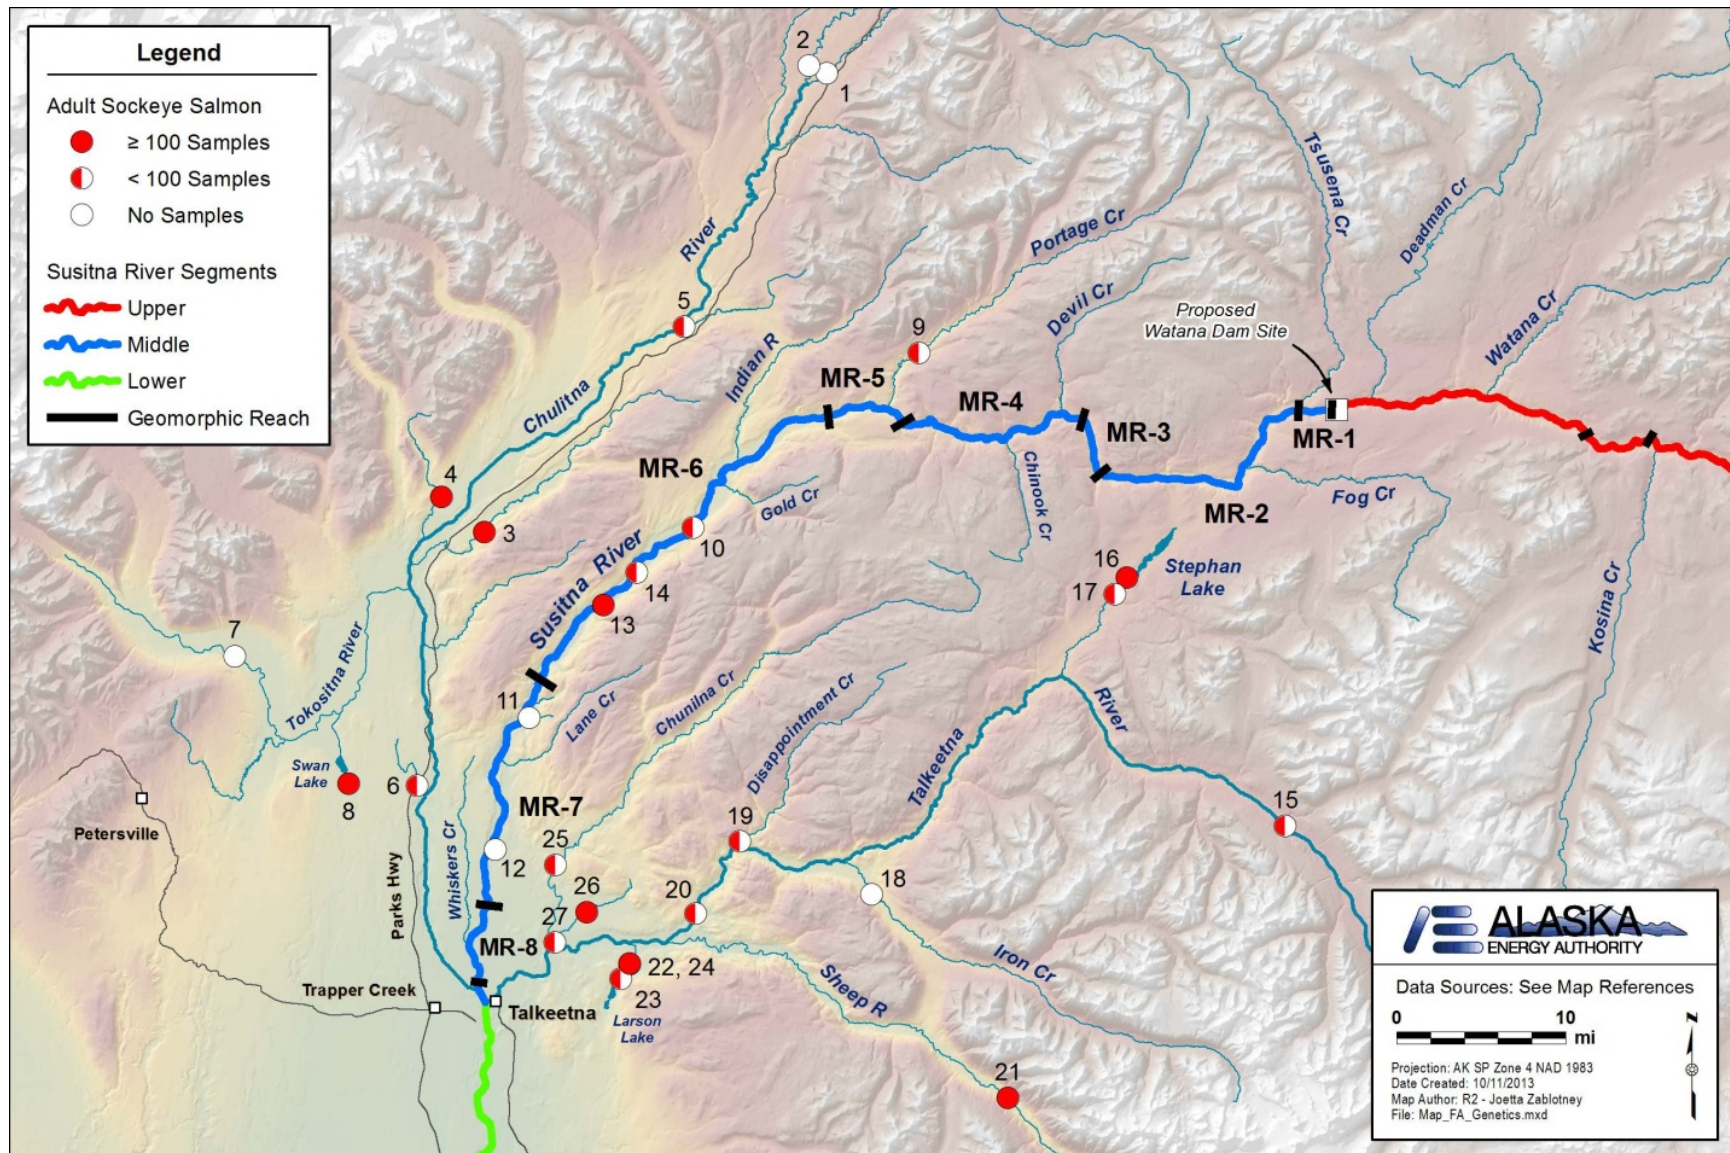 Legend
Adult Sockeye Salmon
≥ 100 Samples
< 100 Samples
No Samples
Susitna River Segments
Upper
Middle
Lower
Geomorphic Reach
2
1
River
5
Chulitna
4
3
7
Tokositna River
Swan
Lake
8
6
Petersville
Parks Hwy
Trapper Creek
Whiskers Cr
Talkeetna
Indian R
Portage Cr
9
Devil Cr
Tsusena Cr
Deadman Cr
Watana Cr
Proposed
Watana Dam Site
MR-5
MR-4
MR-3
MR-1
MR-2
MR-6
Gold Cr
Chinook Cr
Fog Cr
Kosina Cr
10
14
13
Susitna River
11
Lane Cr
Chunilna Cr
Disappointment Cr
16
17
Stephan
Lake
Talkeetna
River
15
MR-7
12
25
26
27
MR-8
19
20
18
22, 24
23
Larson
Lake
Sheep R
Iron Cr
21
ALASKA
ENERGY AUTHORITY
Data Sources: See Map References
0 10
mi
N
Projection: AK SP Zone 4 NAD 1983
Date Created: 10/11/2013
Map Author: R2 - Joetta Zablotney
File: Map_FA_Genetics.mxd